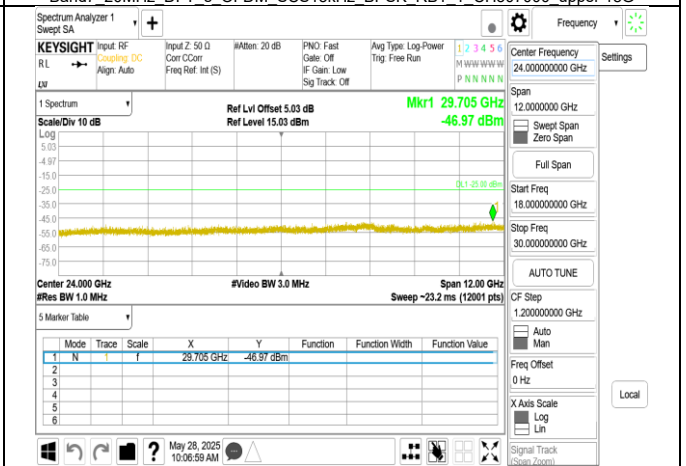 Spectrum Analyzer 1
Swept SA
Frequency
Settings
KEYSIGHT
RL
LXI
Input: RF
Coupling: DC
Align: Auto
Input Z: 50 Ω
Corr CCorr
Freq Ref: Int (S)
#Atten: 20 dB
PNO: Fast
Gate: Off
IF Gain: Low
Sig Track: Off
Avg Type: Log-Power
Trig: Free Run
1 2 3 4 5 6
M W W W W W
P N N N N N
Center Frequency
24.000000000 GHz
Span
12.0000000 GHz
Swept Span
Zero Span
Full Span
Start Freq
18.000000000 GHz
Stop Freq
30.000000000 GHz
AUTO TUNE
CF Step
1.200000000 GHz
Auto
Man
Freq Offset
0 Hz
X Axis Scale
Log
Lin
Signal Track
(Span Zoom)
Local
1 Spectrum
Scale/Div 10 dB
Ref Lvl Offset 5.03 dB
Ref Level 15.03 dBm
Mkr1 29.705 GHz
-46.97 dBm
Log
5.03
-4.97
-15.0
-25.0
-35.0
-45.0
-55.0
-65.0
-75.0
DL1 -25.00 dBm
1
Center 24.000 GHz
#Res BW 1.0 MHz
#Video BW 3.0 MHz
Span 12.00 GHz
Sweep ~23.2 ms (12001 pts)
5 Marker Table
Mode Trace Scale X Y Function Function Width Function Value
1 N 1 f 29.705 GHz -46.97 dBm
2
3
4
5
6
May 28, 2025
10:06:59 AM